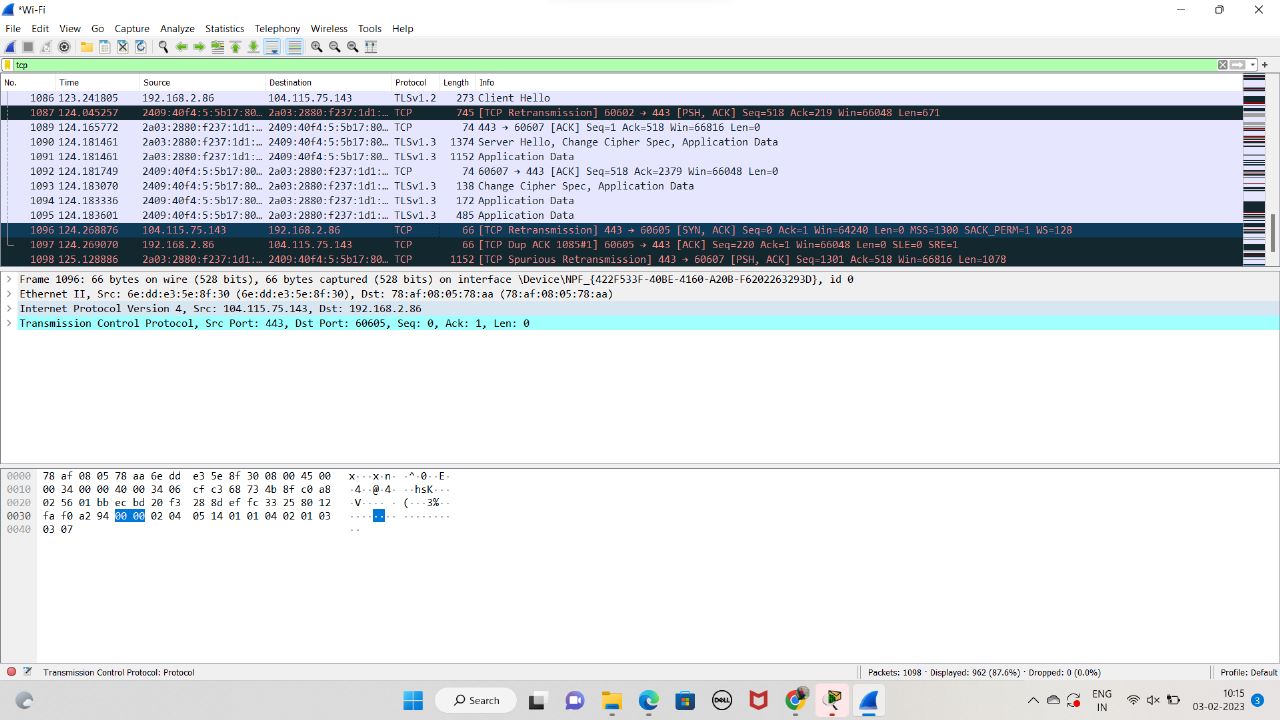 *Wi-Fi
File Edit View Go Capture Analyze Statistics Telephony Wireless Tools Help
tcp
No. Time Source Destination Protocol Length Info
1086 123.241805 192.168.2.86 104.115.75.143 TLSv1.2 273 Client Hello
1087 124.045257 2409:40f4:5:5b17:80… 2a03:2880:f237:1d1:… TCP 745 [TCP Retransmission] 60602 → 443 [PSH, ACK] Seq=518 Ack=219 Win=66048 Len=671
1089 124.165772 2a03:2880:f237:1d1:… 2409:40f4:5:5b17:80… TCP 74 443 → 60607 [ACK] Seq=1 Ack=518 Win=66816 Len=0
1090 124.181461 2a03:2880:f237:1d1:… 2409:40f4:5:5b17:80… TLSv1.3 1374 Server Hello, Change Cipher Spec, Application Data
1091 124.181461 2a03:2880:f237:1d1:… 2409:40f4:5:5b17:80… TLSv1.3 1152 Application Data
1092 124.181749 2409:40f4:5:5b17:80… 2a03:2880:f237:1d1:… TCP 74 60607 → 443 [ACK] Seq=518 Ack=2379 Win=66048 Len=0
1093 124.183070 2409:40f4:5:5b17:80… 2a03:2880:f237:1d1:… TLSv1.3 138 Change Cipher Spec, Application Data
1094 124.183336 2409:40f4:5:5b17:80… 2a03:2880:f237:1d1:… TLSv1.3 172 Application Data
1095 124.183601 2409:40f4:5:5b17:80… 2a03:2880:f237:1d1:… TLSv1.3 485 Application Data
1096 124.268876 104.115.75.143 192.168.2.86 TCP 66 [TCP Retransmission] 443 → 60605 [SYN, ACK] Seq=0 Ack=1 Win=64240 Len=0 MSS=1300 SACK_PERM=1 WS=128
1097 124.269070 192.168.2.86 104.115.75.143 TCP 66 [TCP Dup ACK 1085#1] 60605 → 443 [ACK] Seq=220 Ack=1 Win=66048 Len=0 SLE=0 SRE=1
1098 125.128886 2a03:2880:f237:1d1:… 2409:40f4:5:5b17:80… TCP 1152 [TCP Spurious Retransmission] 443 → 60607 [PSH, ACK] Seq=1301 Ack=518 Win=66816 Len=1078
Frame 1096: 66 bytes on wire (528 bits), 66 bytes captured (528 bits) on interface \Device\NPF_{422F533F-40BE-4160-A20B-F6202263293D}, id 0
Ethernet II, Src: 6e:dd:e3:5e:8f:30 (6e:dd:e3:5e:8f:30), Dst: 78:af:08:05:78:aa (78:af:08:05:78:aa)
Internet Protocol Version 4, Src: 104.115.75.143, Dst: 192.168.2.86
Transmission Control Protocol, Src Port: 443, Dst Port: 60605, Seq: 0, Ack: 1, Len: 0
0000 78 af 08 05 78 aa 6e dd e3 5e 8f 30 08 00 45 00 x···x·n· ·^·0··E·
0010 00 34 00 00 40 00 34 06 cf c3 68 73 4b 8f c0 a8 ·4··@·4· ··hsK···
0020 02 56 01 bb ec bd 20 f3 28 8d ef fc 33 25 80 12 ·V···· · (···3%··
0030 fa f0 a2 94 00 00 02 04 05 14 01 01 04 02 01 03 ········ ········
0040 03 07 ··
Transmission Control Protocol: Protocol Packets: 1098 · Displayed: 962 (87.6%) · Dropped: 0 (0.0%) Profile: Default
Search
DELL
ENG
IN
10:15
03-02-2023
3